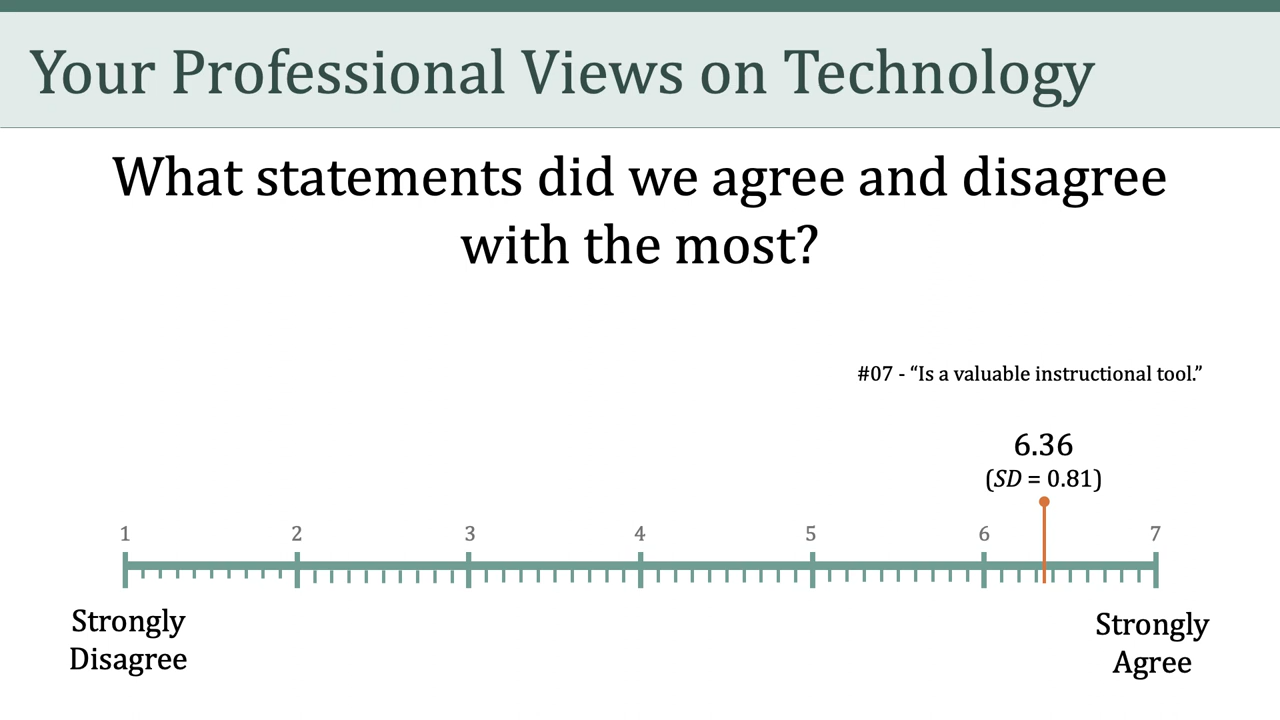 Your Professional Views on Technology
What statements did we agree and disagree
with the most?
#07 - “Is a valuable instructional tool.”
6.36
(SD = 0.81)
1 2 3 4 5 6 7
Strongly
Disagree
Strongly
Agree